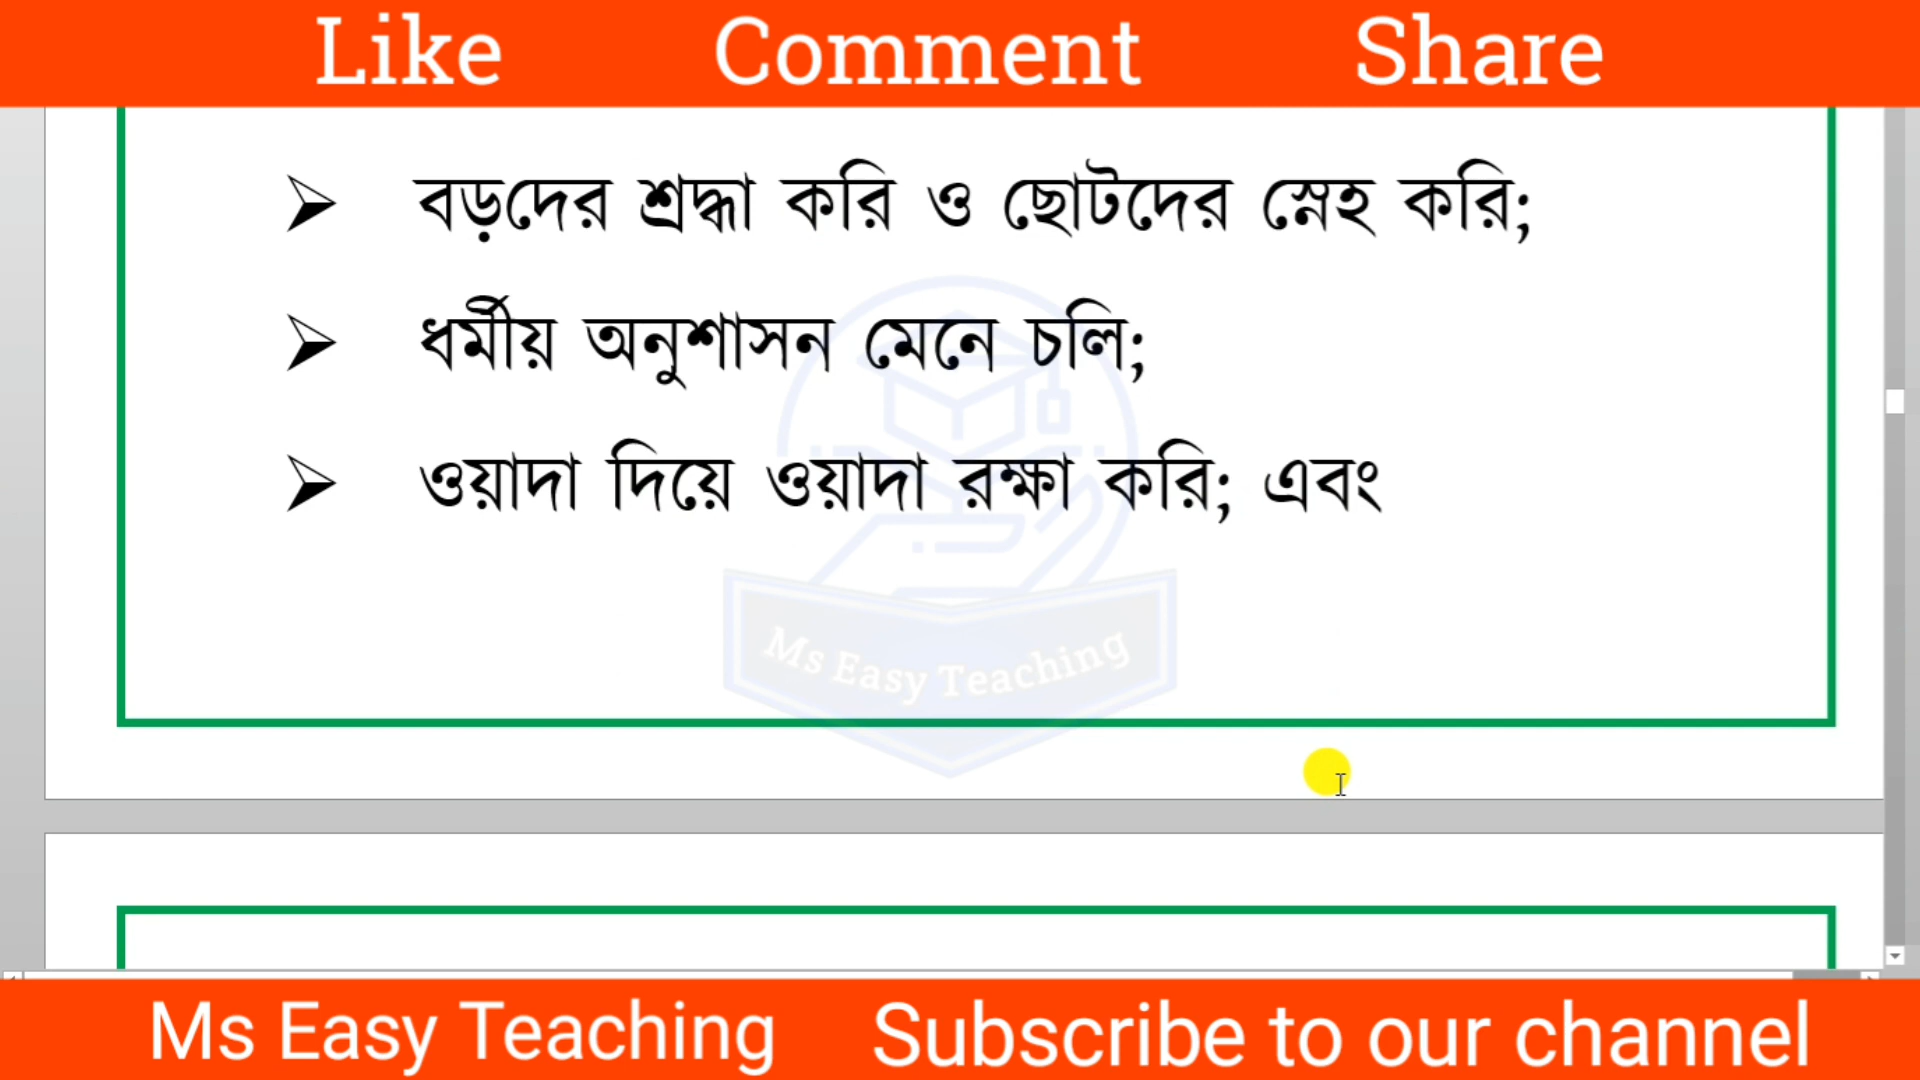 Like Comment Share
➢ বড়দের শ্রদ্ধা করি ও ছোটদের স্নেহ করি;
➢ ধর্মীয় অনুশাসন মেনে চলি;
➢ ওয়াদা দিয়ে ওয়াদা রক্ষা করি; এবং
Ms Easy Teaching
Ms Easy Teaching Subscribe to our channel